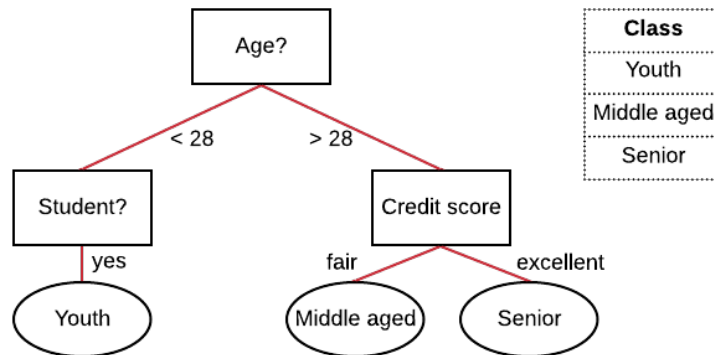 Age?
Class
Youth
Middle aged
Senior
< 28
> 28
Student?
Credit score
yes
fair
excellent
Youth
Middle aged
Senior